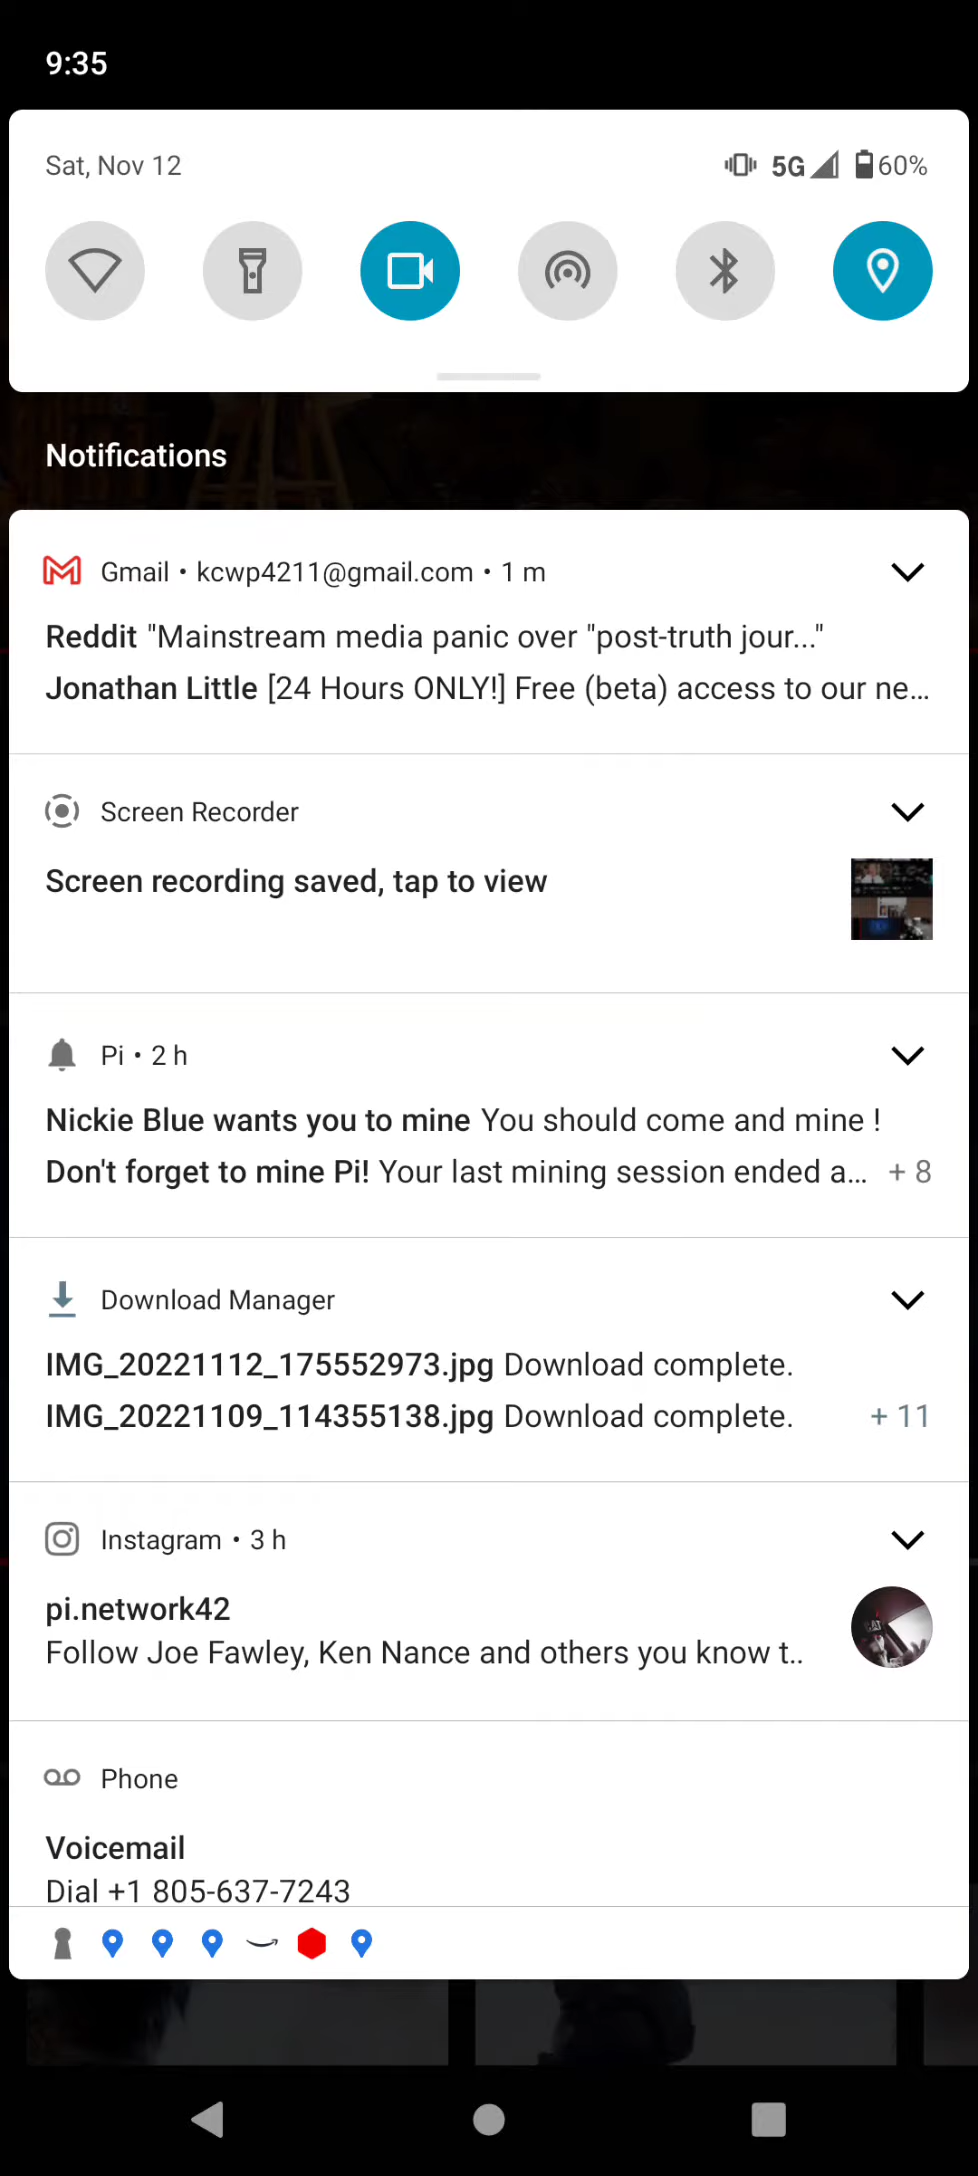 9:35
Sat, Nov 12
5G
60%
Notifications
Gmail • kcwp4211@gmail.com • 1 m
Reddit "Mainstream media panic over "post-truth jour..."
Jonathan Little [24 Hours ONLY!] Free (beta) access to our ne...
Screen Recorder
Screen recording saved, tap to view
Pi • 2 h
Nickie Blue wants you to mine You should come and mine !
Don't forget to mine Pi! Your last mining session ended a... + 8
Download Manager
IMG_20221112_175552973.jpg Download complete.
IMG_20221109_114355138.jpg Download complete. + 11
Instagram • 3 h
pi.network42
Follow Joe Fawley, Ken Nance and others you know t..
Phone
Voicemail
Dial +1 805-637-7243